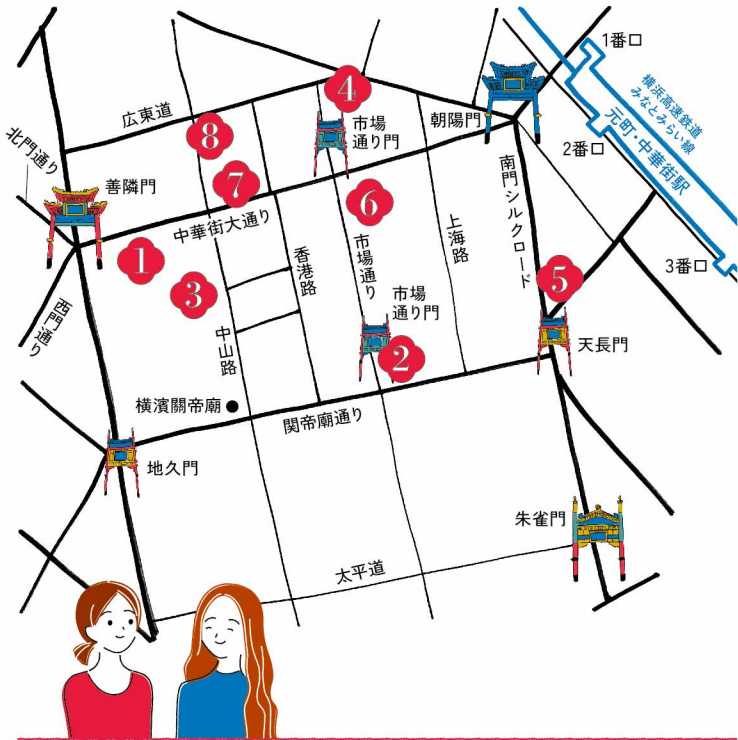 1番口
横浜高速鉄道
みなとみらい線
元町・中華街駅
2番口
3番口
広東道
4
市場
通り門
朝陽門
8
北門通り
善隣門
7
6
南門シルクロード
中華街大通り
1
3
香港路
市場通り
上海路
5
西門通り
中山路
市場
通り門
2
天長門
横濱關帝廟
関帝廟通り
地久門
朱雀門
太平道